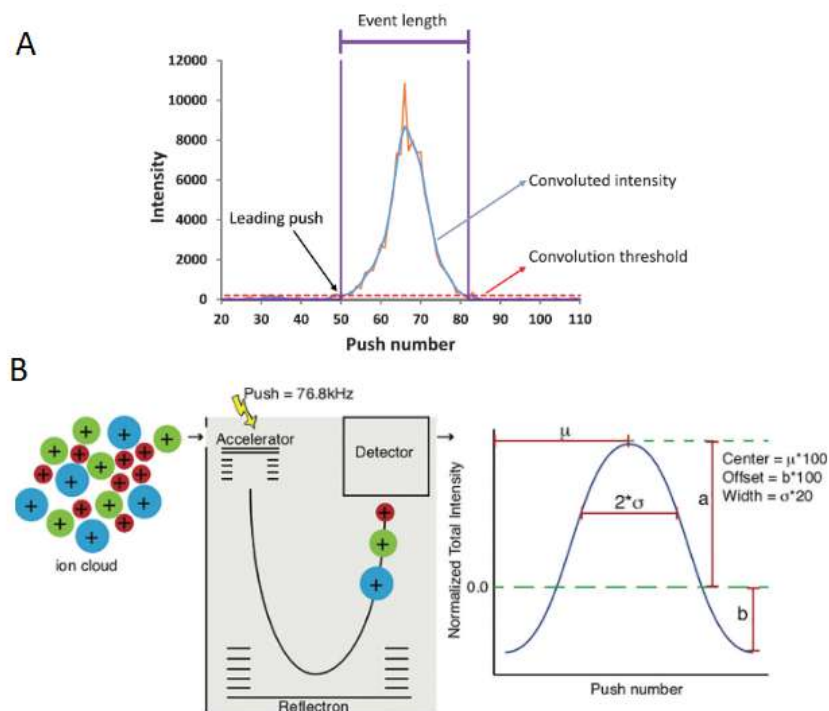 A
Event length
12000
10000
8000
6000
4000
2000
0
Intensity
Leading push
Convoluted intensity
Convolution threshold
20 30 40 50 60 70 80 90 100 110
Push number
B
Push = 76.8kHz
Accelerator
Detector
+ + + + + + + + + + + + + + + + +
ion cloud
+
+
+
Reflectron
Normalized Total Intensity
0.0
μ
2*σ
a
b
Center = μ*100
Offset = b*100
Width = σ*20
Push number